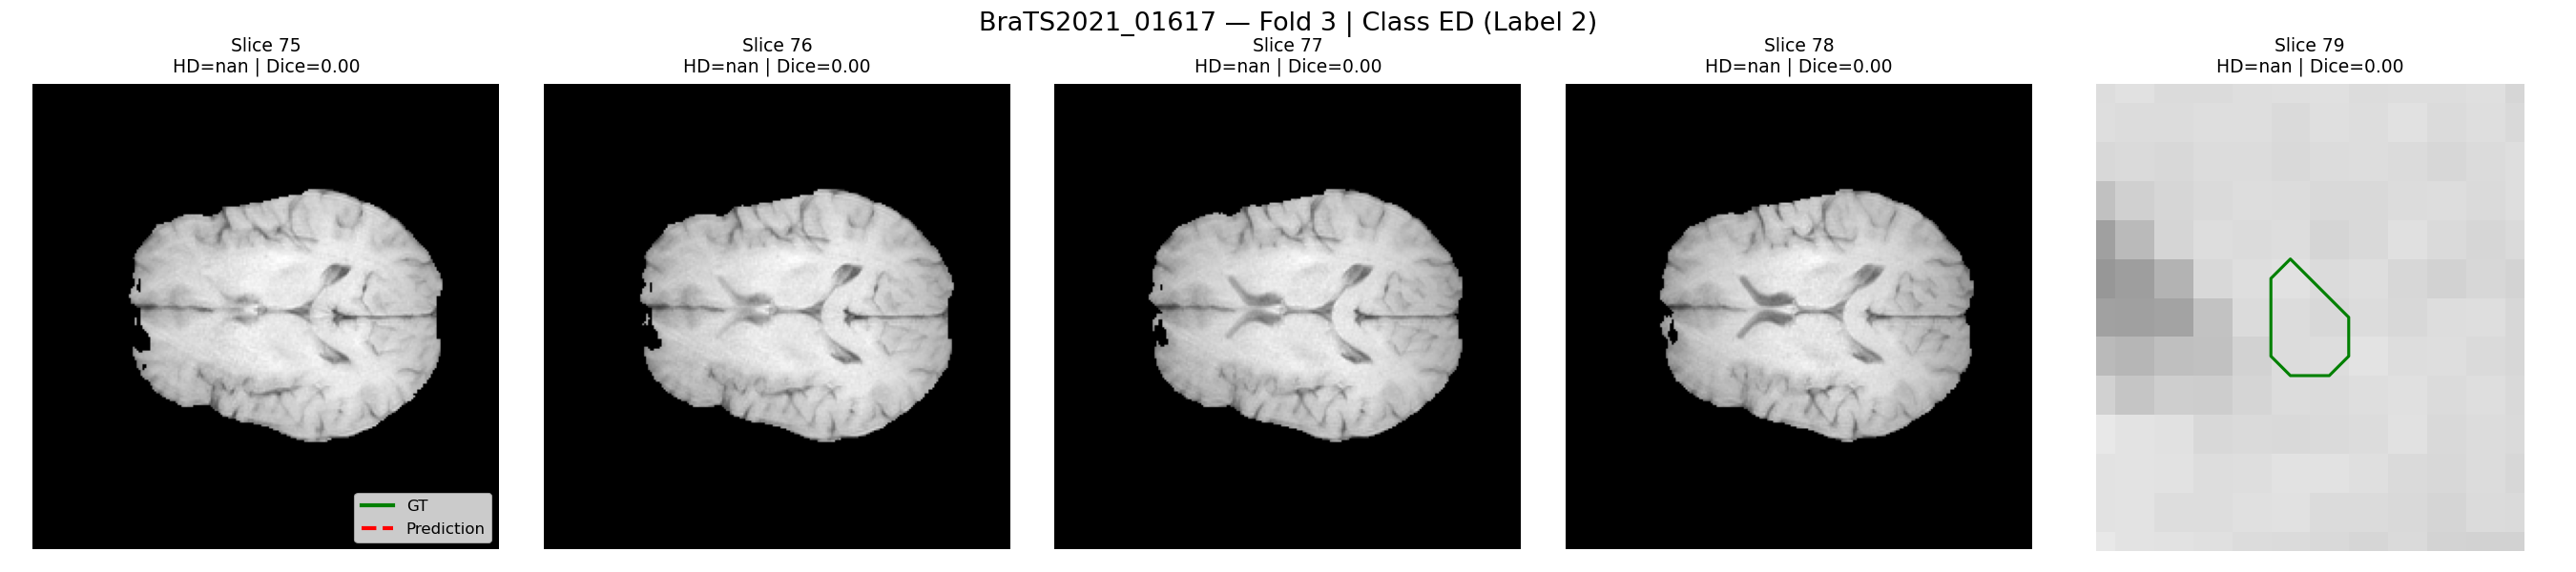 BraTS2021_01617 — Fold 3 | Class ED (Label 2)
Slice 75
HD=nan | Dice=0.00
Slice 76
HD=nan | Dice=0.00
Slice 77
HD=nan | Dice=0.00
Slice 78
HD=nan | Dice=0.00
Slice 79
HD=nan | Dice=0.00
GT
Prediction